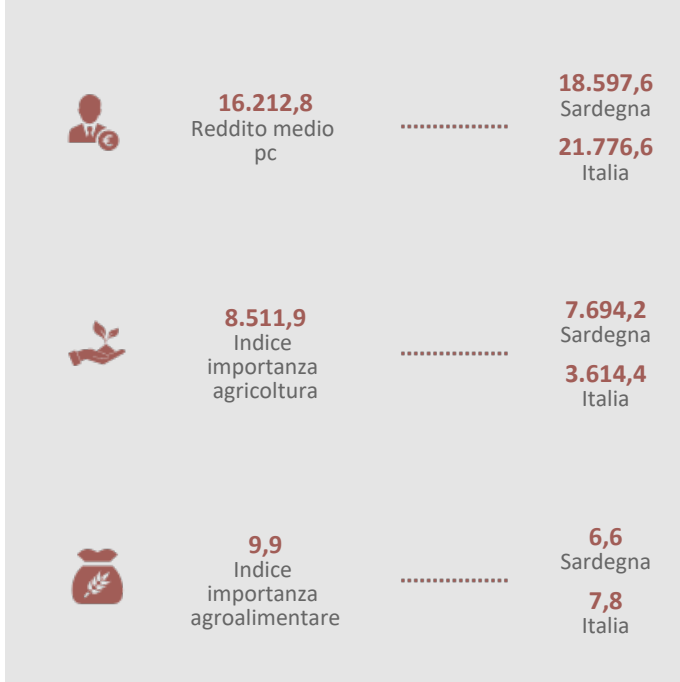 16.212,8
Reddito medio
pc
18.597,6
Sardegna
21.776,6
Italia
8.511,9
Indice
importanza
agricoltura
7.694,2
Sardegna
3.614,4
Italia
9,9
Indice
importanza
agroalimentare
6,6
Sardegna
7,8
Italia